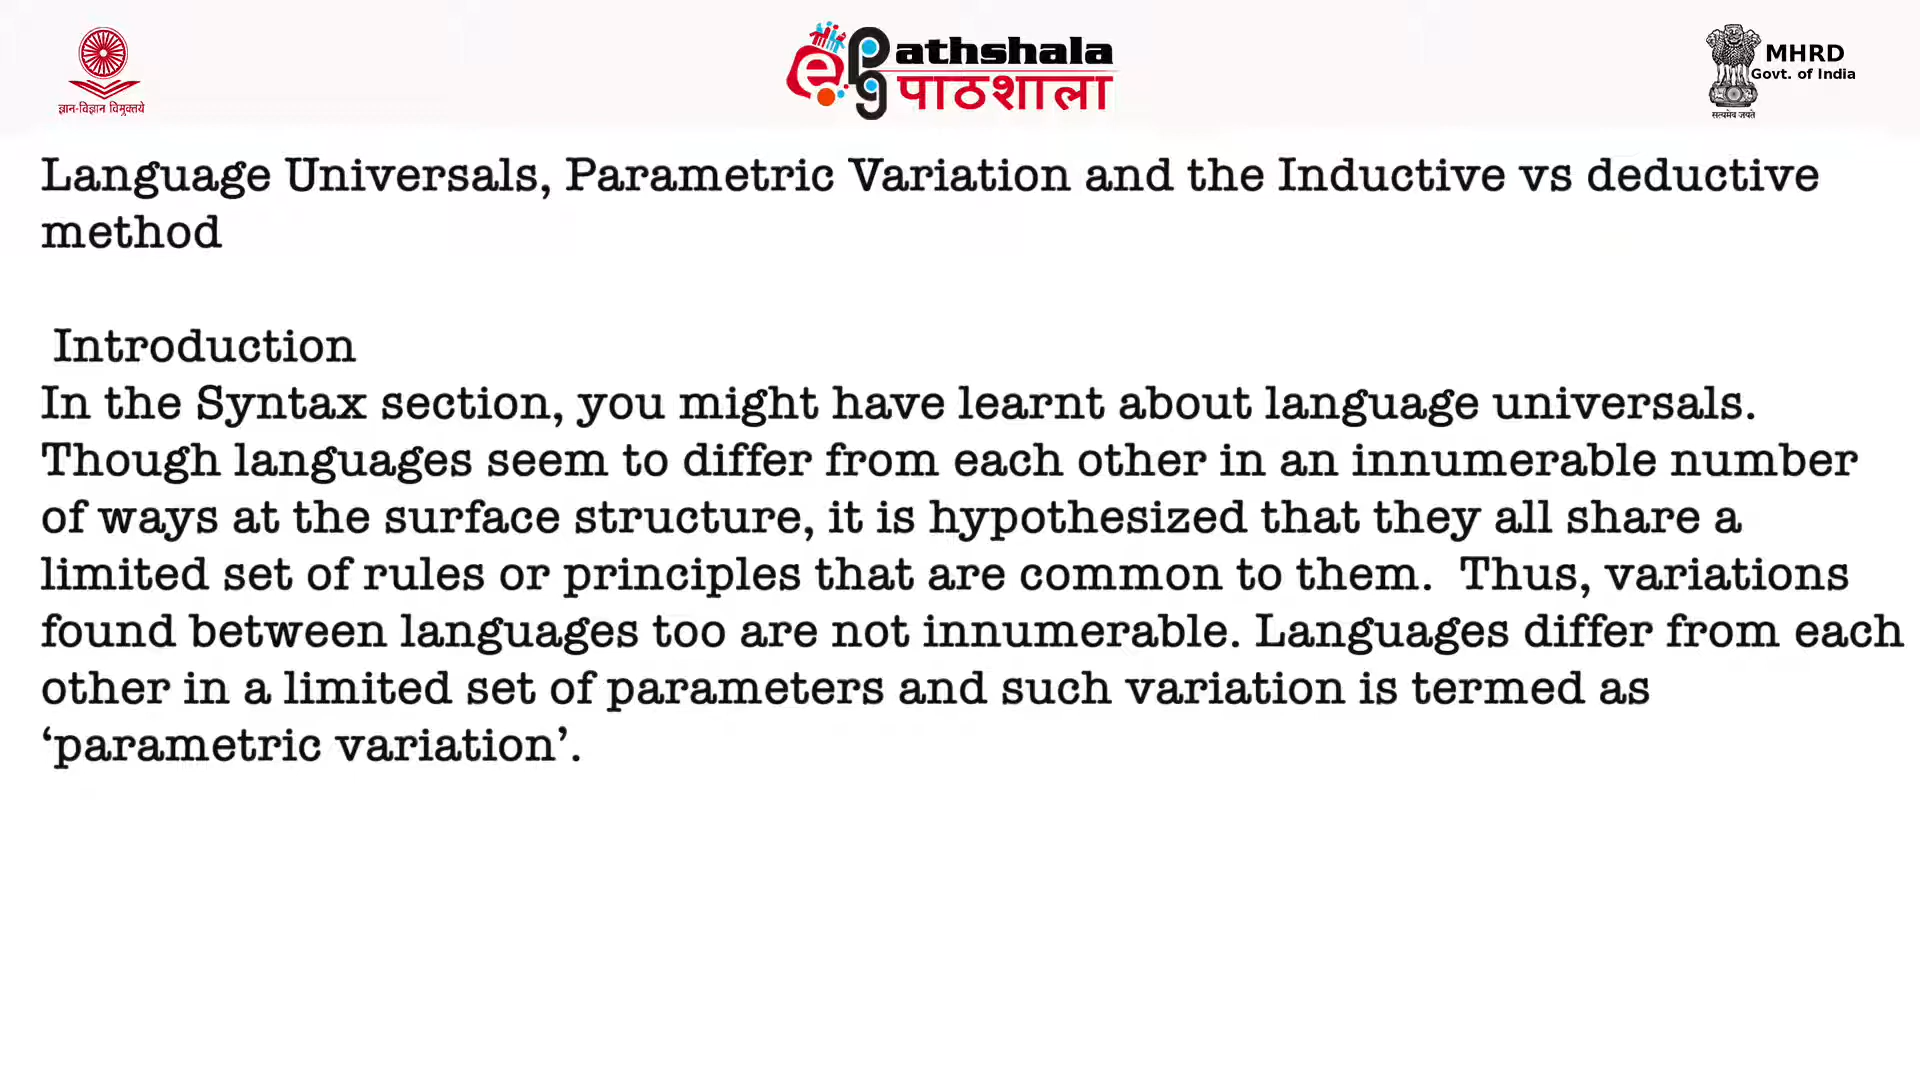 ज्ञान-विज्ञान विमुक्तये
e pg athshala
पाठशाला
MHRD
Govt. of India
सत्यमेव जयते
Language Universals, Parametric Variation and the Inductive vs deductive
method
Introduction
In the Syntax section, you might have learnt about language universals.
Though languages seem to differ from each other in an innumerable number
of ways at the surface structure, it is hypothesized that they all share a
limited set of rules or principles that are common to them.  Thus, variations
found between languages too are not innumerable. Languages differ from each
other in a limited set of parameters and such variation is termed as
‘parametric variation’.